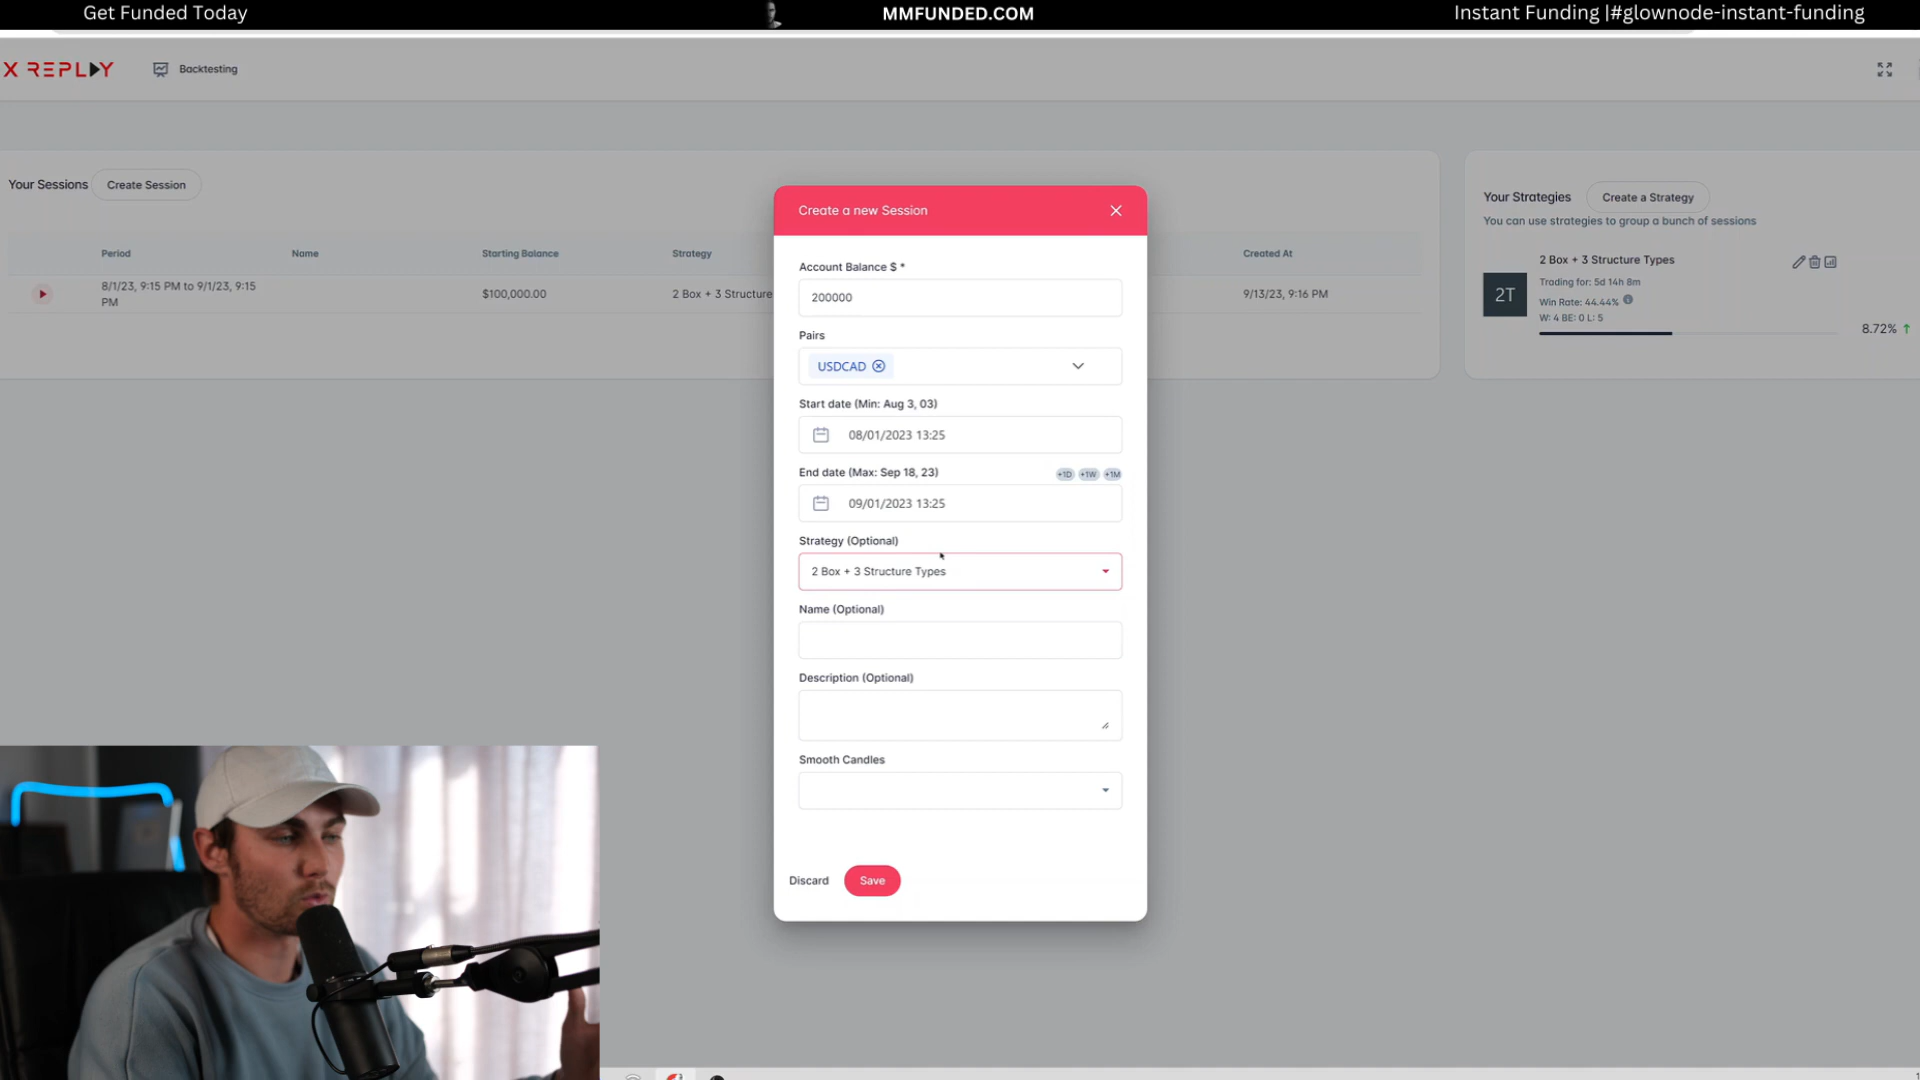 Get Funded Today
MMFUNDED.COM
Instant Funding |#glownode-instant-funding
X REPLAY
Backtesting
Your Sessions
Create Session
Period
Name
Starting Balance
Strategy
Created At
8/1/23, 9:15 PM to 9/1/23, 9:15
PM
$100,000.00
2 Box + 3 Structure
9/13/23, 9:16 PM
Your Strategies
Create a Strategy
You can use strategies to group a bunch of sessions
2T
2 Box + 3 Structure Types
Trading for: 5d 14h 8m
Win Rate: 44.44%
W: 4 BE: 0 L: 5
8.72%
Create a new Session
Account Balance $ *
200000
Pairs
USDCAD
Start date (Min: Aug 3, 03)
08/01/2023 13:25
End date (Max: Sep 18, 23)
+1D +1W +1M
09/01/2023 13:25
Strategy (Optional)
2 Box + 3 Structure Types
Name (Optional)
Description (Optional)
Smooth Candles
Discard
Save